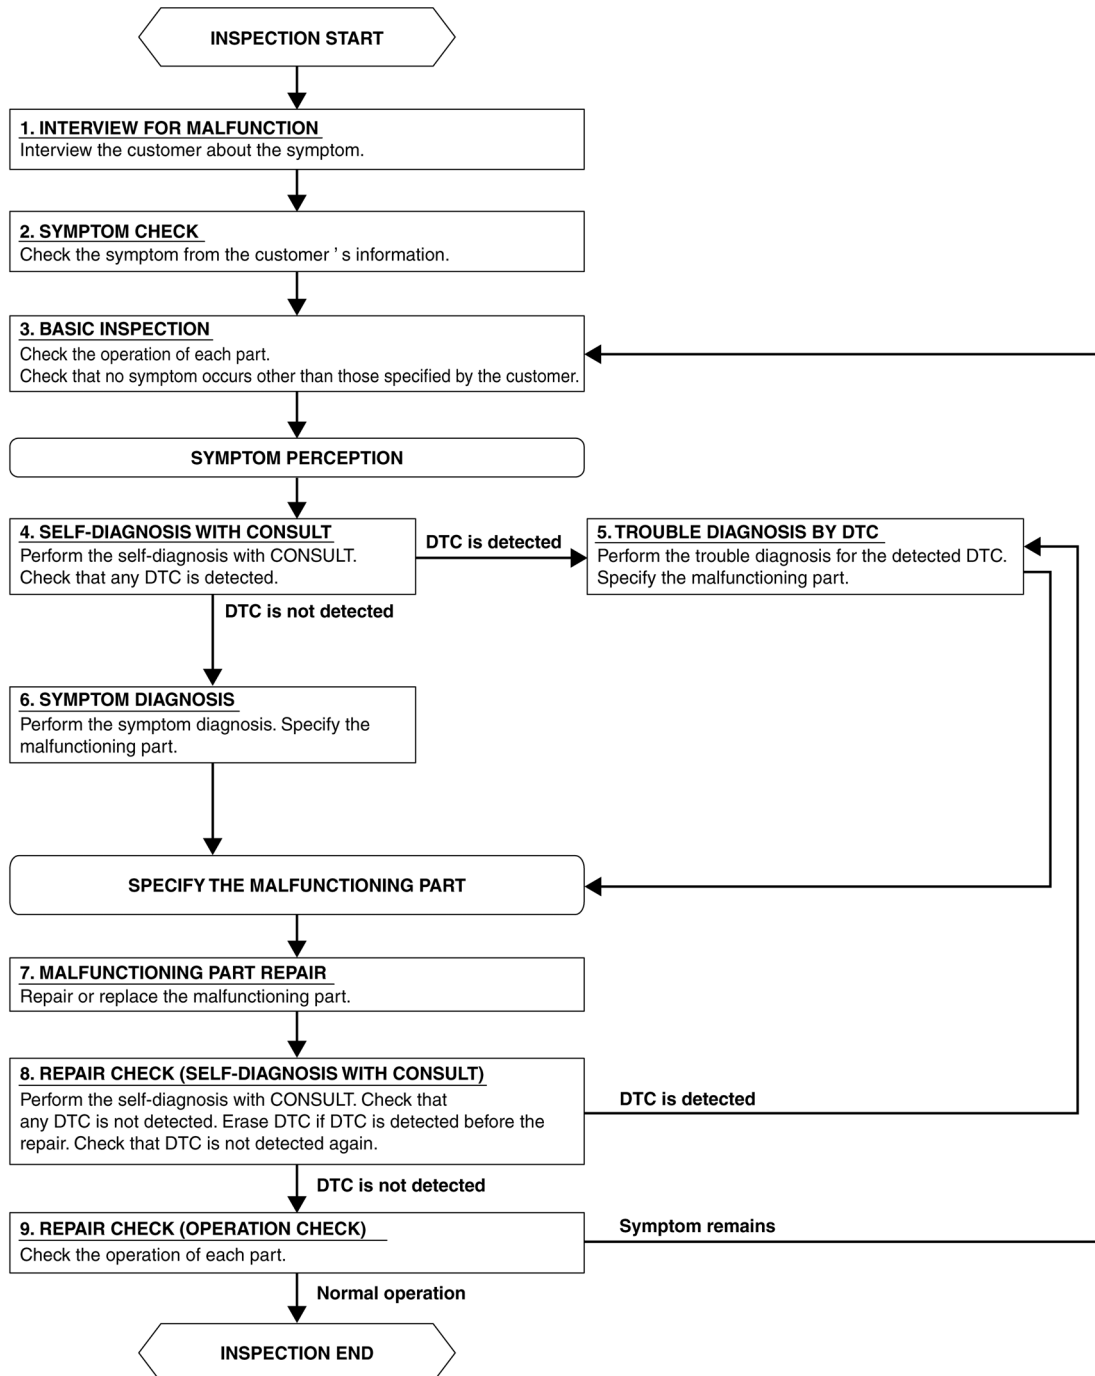 INSPECTION START
1. INTERVIEW FOR MALFUNCTION
Interview the customer about the symptom.
2. SYMPTOM CHECK
Check the symptom from the customer ’ s information.
3. BASIC INSPECTION
Check the operation of each part.
Check that no symptom occurs other than those specified by the customer.
SYMPTOM PERCEPTION
4. SELF-DIAGNOSIS WITH CONSULT
Perform the self-diagnosis with CONSULT.
Check that any DTC is detected.
DTC is detected
5. TROUBLE DIAGNOSIS BY DTC
Perform the trouble diagnosis for the detected DTC.
Specify the malfunctioning part.
DTC is not detected
6. SYMPTOM DIAGNOSIS
Perform the symptom diagnosis. Specify the
malfunctioning part.
SPECIFY THE MALFUNCTIONING PART
7. MALFUNCTIONING PART REPAIR
Repair or replace the malfunctioning part.
8. REPAIR CHECK (SELF-DIAGNOSIS WITH CONSULT)
Perform the self-diagnosis with CONSULT. Check that
any DTC is not detected. Erase DTC if DTC is detected before the
repair. Check that DTC is not detected again.
DTC is detected
DTC is not detected
9. REPAIR CHECK (OPERATION CHECK)
Check the operation of each part.
Symptom remains
Normal operation
INSPECTION END